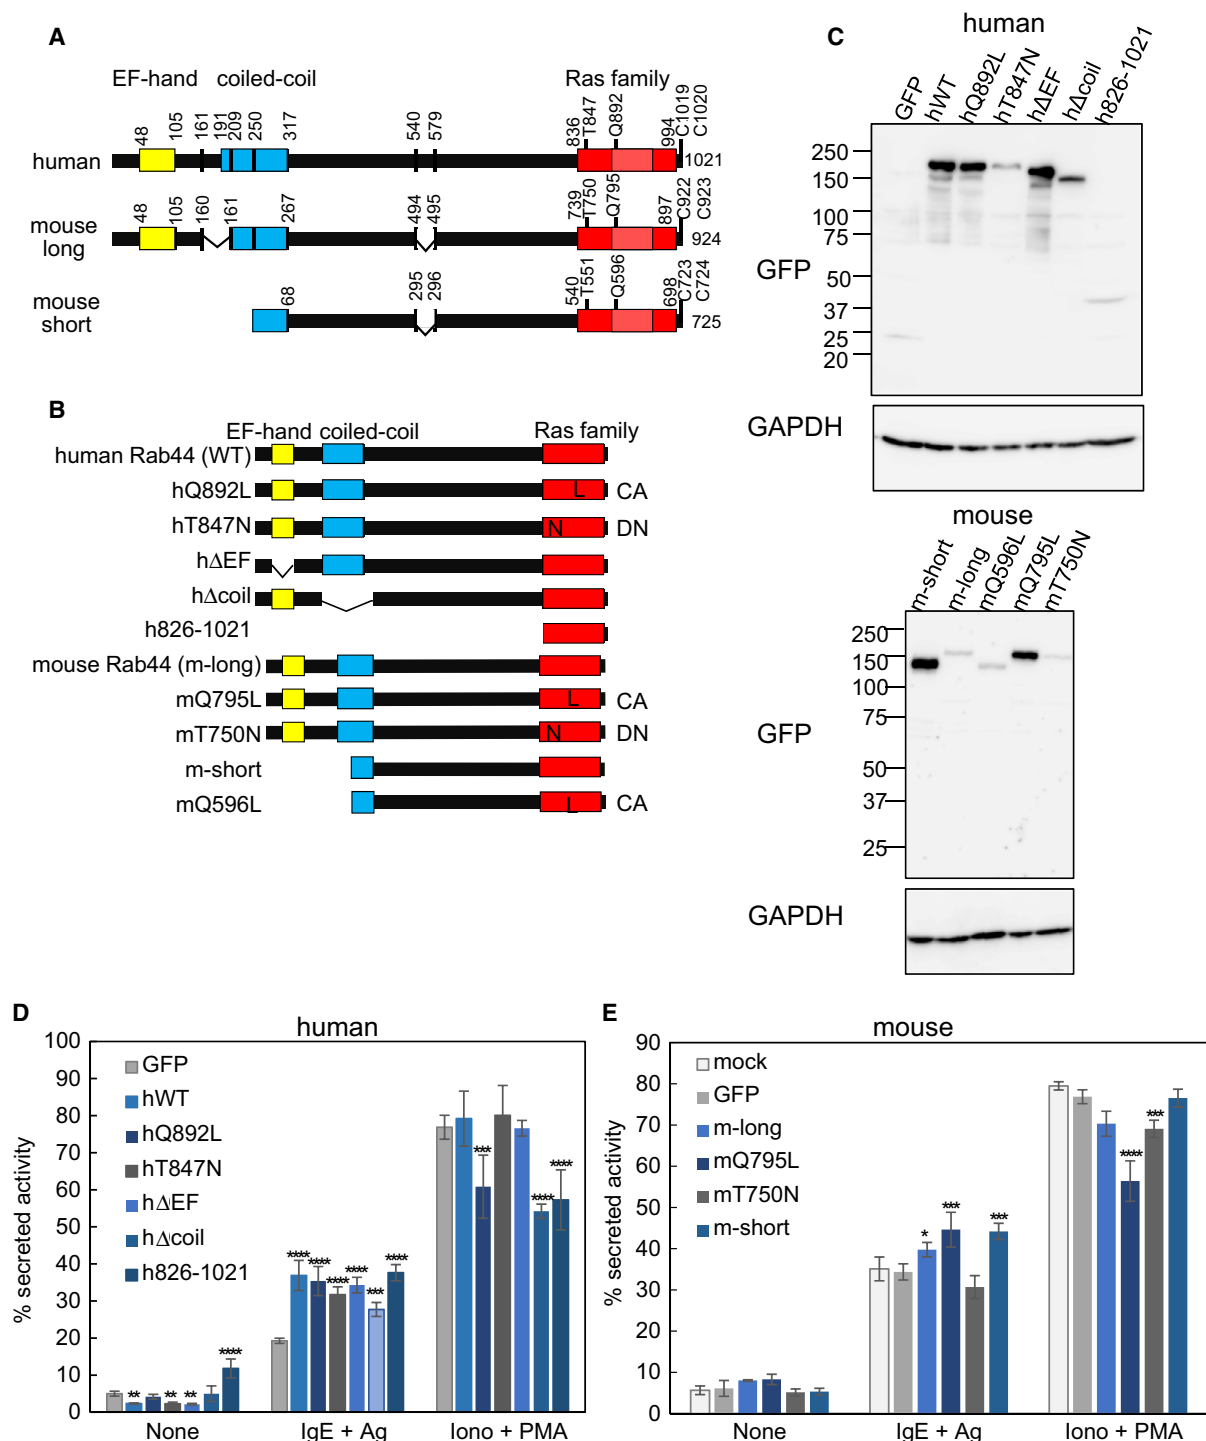 A
EF-hand coiled-coil Ras family
48 105 161 191 209 250 317 540 579 836 T847 Q892 994 C1019 C1020
human 1021
48 105 160 161 267 494 495 739 T750 Q795 897 C922 C923
mouse long 924
68 295 296 540 T551 Q596 698 C723 C724
mouse short 725
B
EF-hand coiled-coil Ras family
human Rab44 (WT)
hQ892L L CA
hT847N N DN
hΔEF
hΔcoil
h826-1021
mouse Rab44 (m-long)
mQ795L L CA
mT750N N DN
m-short
mQ596L L CA
C
human
GFP hWT hQ892L hT847N hΔEF hΔcoil h826-1021
250
150
100
75
GFP
50
37
25
20
GAPDH
mouse
m-short m-long mQ596L mQ795L mT750N
250
150
100
75
GFP
50
37
25
GAPDH
D
human
% secreted activity
100
90
80
70
60
50
40
30
20
10
0
GFP
hWT
hQ892L
hT847N
hΔEF
hΔcoil
h826-1021
** ** ** ****
**** **** **** **** *** ****
*** **** ****
None IgE + Ag Iono + PMA
E
mouse
% secreted activity
90
80
70
60
50
40
30
20
10
0
mock
GFP
m-long
mQ795L
mT750N
m-short
* *** ***
**** ***
None IgE + Ag Iono + PMA